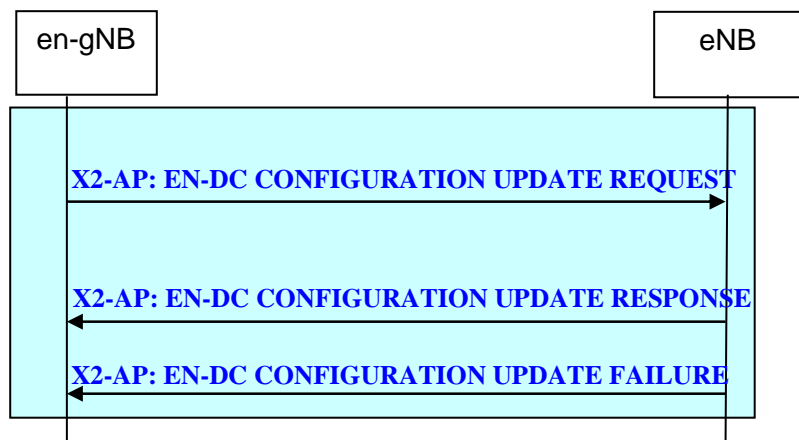 en-gNB
eNB
X2-AP: EN-DC CONFIGURATION UPDATE REQUEST
X2-AP: EN-DC CONFIGURATION UPDATE RESPONSE
X2-AP: EN-DC CONFIGURATION UPDATE FAILURE